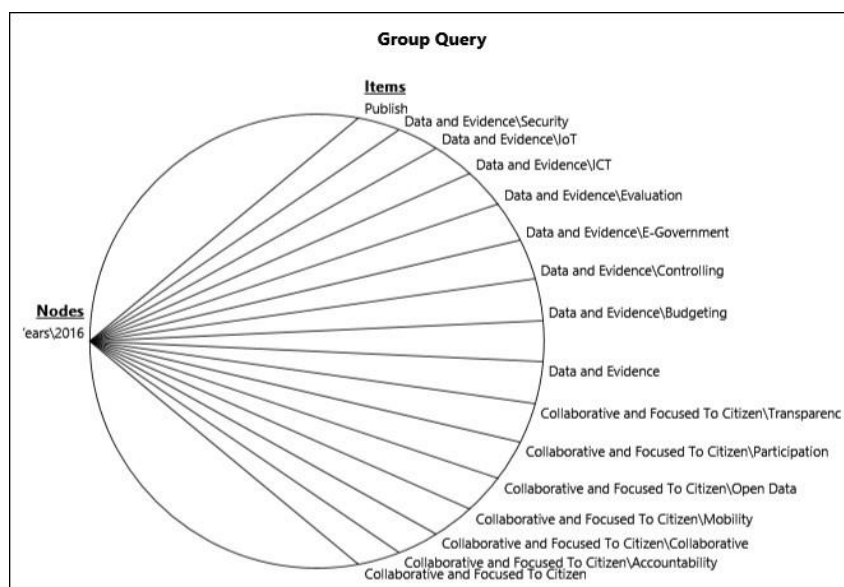 Group Query
Items
Publish
Data and Evidence\Security
Data and Evidence\IoT
Data and Evidence\ICT
Data and Evidence\Evaluation
Data and Evidence\E-Government
Data and Evidence\Controlling
Nodes
ears\2016
Data and Evidence\Budgeting
Data and Evidence
Collaborative and Focused To Citizen\Transparenc
Collaborative and Focused To Citizen\Participation
Collaborative and Focused To Citizen\Open Data
Collaborative and Focused To Citizen\Mobility
Collaborative and Focused To Citizen\Collaborative
Collaborative and Focused To Citizen\Accountability
Collaborative and Focused To Citizen